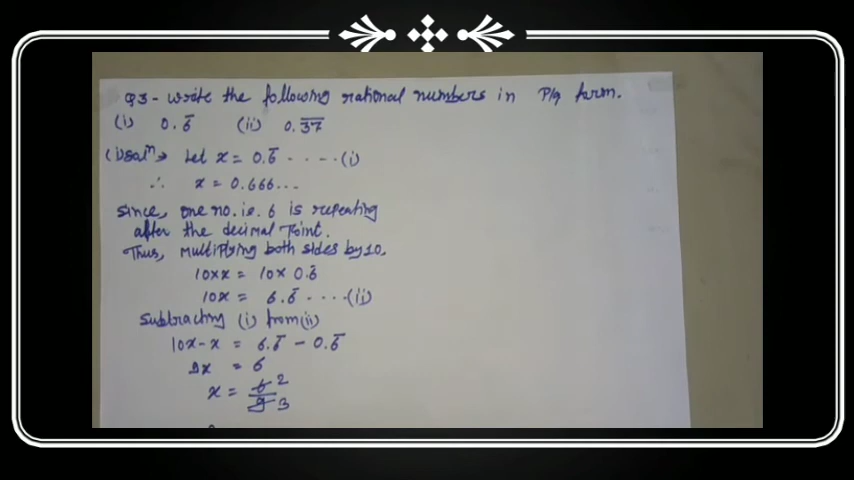 Q3- Write the following rational numbers in P/q form.
(i) 0.6̅ (ii) 0.3̅7̅
(i) Solⁿ→ Let x = 0.6̅ ----- (i)
∴ x = 0.666...
since, one no. i.e. 6 is repeating
after the decimal Point.
Thus, multiplying both sides by 10,
10×x = 10× 0.6̅
10x = 6.6̅ ----(ii)
Subtracting (i) from (ii)
10x-x = 6.6̅ - 0.6̅
9x = 6
x = 6/9 2/3